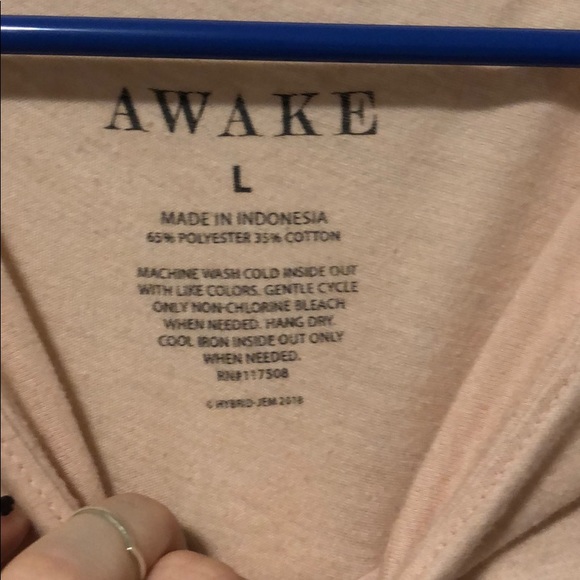 AWAKE
L
MADE IN INDONESIA
65% POLYESTER 35% COTTON
MACHINE WASH COLD INSIDE OUT
WITH LIKE COLORS. GENTLE CYCLE
ONLY NON-CHLORINE BLEACH
WHEN NEEDED. HANG DRY.
COOL IRON INSIDE OUT ONLY
WHEN NEEDED.
RN#117508
© HYBRID-JEM 2018